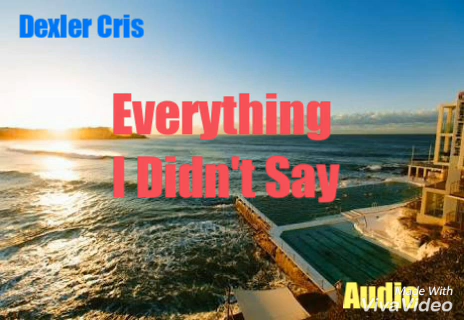 Dexler Cris
Everything
I Didn't Say
Audio
Made With
VivaVideo